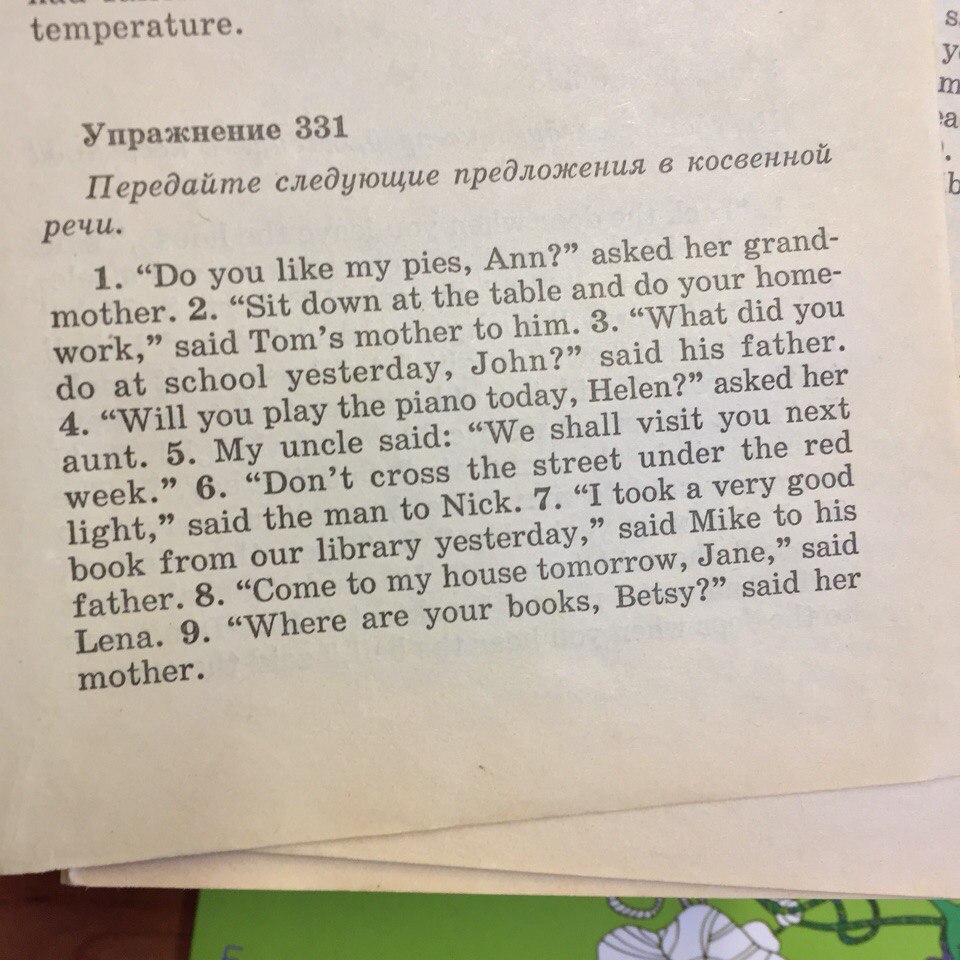 temperature.
Упражнение 331
Передайте следующие предложения в косвенной
речи.
1. “Do you like my pies, Ann?” asked her grand-
mother. 2. “Sit down at the table and do your home-
work,” said Tom’s mother to him. 3. “What did you
do at school yesterday, John?” said his father.
4. “Will you play the piano today, Helen?” asked her
aunt. 5. My uncle said: “We shall visit you next
week.” 6. “Don’t cross the street under the red
light,” said the man to Nick. 7. “I took a very good
book from our library yesterday,” said Mike to his
father. 8. “Come to my house tomorrow, Jane,” said
Lena. 9. “Where are your books, Betsy?” said her
mother.